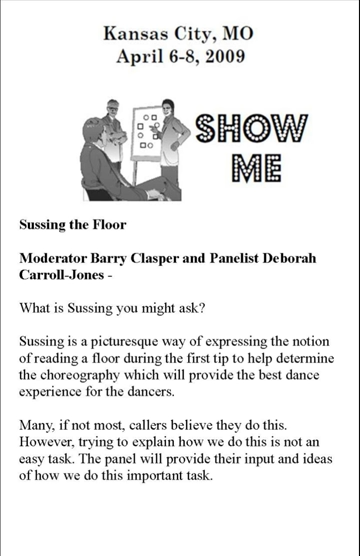 Kansas City, MO
April 6-8, 2009
SHOW
ME
Sussing the Floor
Moderator Barry Clasper and Panelist Deborah
Carroll-Jones -
What is Sussing you might ask?
Sussing is a picturesque way of expressing the notion
of reading a floor during the first tip to help determine
the choreography which will provide the best dance
experience for the dancers.
Many, if not most, callers believe they do this.
However, trying to explain how we do this is not an
easy task. The panel will provide their input and ideas
of how we do this important task.